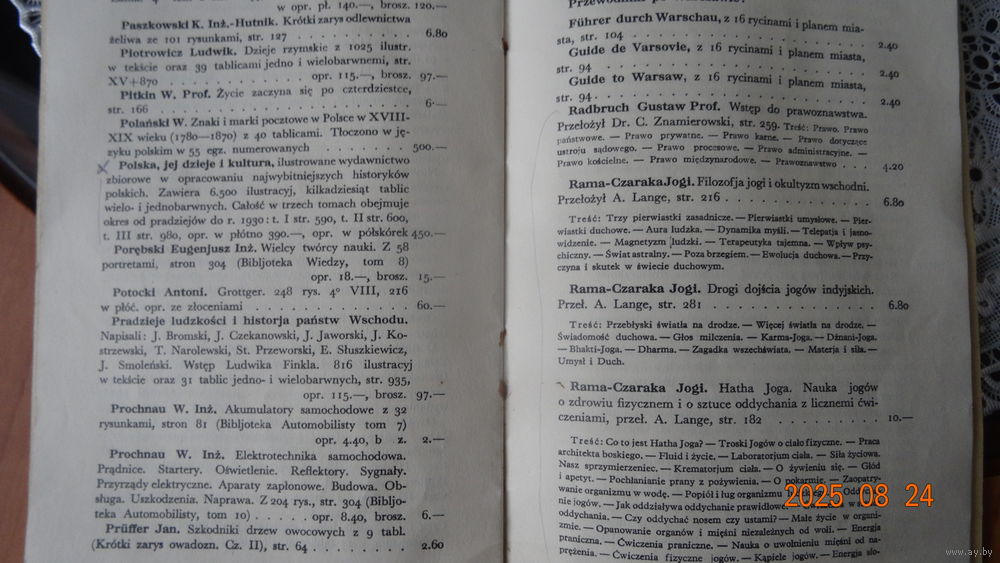 w opr. pł. 140.—, brosz. 120.—
Paszkowski K. Inż.-Hutnik. Krótki zarys odlewnictwa
żeliwa ze 101 rysunkami, str. 127 . . . . . . . . . 6.80
Piotrowicz Ludwik. Dzieje rzymskie z 1025 ilustr.
w tekście oraz 39 tablicami jedno i wielobarwnemi, str.
XV+870 . . . . . . . . . opr. 115.—, brosz. 97.—
Pitkin W. Prof. Życie zaczyna się po czterdziestce,
str. 166 . . . . . . . . . 6.—
Polański W. Znaki i marki pocztowe w Polsce w XVIII-
XIX wieku (1780—1870) z 40 tablicami. Tłoczono w ję-
zyku polskim w 55 egz. numerowanych . . . . . . 500.—
Polska, jej dzieje i kultura, ilustrowane wydawnictwo
zbiorowe w opracowaniu najwybitniejszych historyków
polskich. Zawiera 6.500 ilustracyj, kilkadziesiąt tablic
wielo- i jednobarwnych. Całość w trzech tomach obejmuje
okres od pradziejów do r. 1930: t. I str. 590, t. II str. 600,
t. III str. 980, opr. w płótno 390.—, opr. w półskórek 450.—
Porębski Eugenjusz Inż. Wielcy twórcy nauki. Z 58
portretami, stron 304 (Bibljoteka Wiedzy, tom 8)
opr. 18.—, brosz. 15.—
Potocki Antoni. Grottger. 248 rys. 4° VIII, 216
w płóć. opr. ze złoceniami . . . . . . . . . 60.—
Pradzieje ludzkości i historja państw Wschodu.
Napisali: J. Bromski, J. Czekanowski, J. Jaworski, J. Ko-
strzewski, T. Narolewski, St. Przeworski, E. Słuszkiewicz,
J. Smoleński. Wstęp Ludwika Finkla. 816 ilustracyj
w tekście oraz 31 tablic jedno- i wielobarwnych, str. 935,
opr. 115.—, brosz. 97.—
Prochnau W. Inż. Akumulatory samochodowe z 32
rysunkami, stron 81 (Bibljoteka Automobilisty tom 7)
opr. 4.40, b z. 2.—
Prochnau W. Inż. Elektrotechnika samochodowa.
Prądnice. Startery. Oświetlenie. Reflektory. Sygnały.
Przyrządy elektryczne. Aparaty zapłonowe. Budowa. Ob-
sługa. Uszkodzenia. Naprawa. Z 204 rys., str. 304 (Bibljo-
teka Automobilisty, tom 10) . . . . . opr. 8.40, brosz. 6.—
Prüffer Jan. Szkodniki drzew owocowych z 9 tabl.
(Krótki zarys owadozn. Cz. II), str. 64 . . . . . . . . . 2.60
Führer durch Warschau, z 16 rycinami i planem mia-
sta, str. 104 . . . . . . . . . 2.40
Guide de Varsovie, z 16 rycinami i planem miasta,
str. 94 . . . . . . . . . 2.40
Guide to Warsaw, z 16 rycinami i planem miasta,
str. 94 . . . . . . . . . 2.40
Radbruch Gustaw Prof. Wstęp do prawoznawstwa.
Przełożył Dr. C. Znamierowski, str. 259. Treść: Prawo. Prawo
państwowe. — Prawo prywatne. — Prawo karne. — Prawo dotyczące
ustroju sądowego. — Prawo procesowe. — Prawo administracyjne. —
Prawo kościelne. — Prawo międzynarodowe. — Prawoznawstwo . . . 4.20
Rama-Czaraka Jogi. Filozofja jogi i okultyzm wschodni.
Przełożył A. Lange, str. 216 . . . . . . . . . 6.80
Treść: Trzy pierwiastki zasadnicze. — Pierwiastki umysłowe. — Pier-
wiastki duchowe. — Aura ludzka. — Dynamika myśli. — Telepatja i jasno-
widzenie. — Magnetyzm ludzki. — Terapeutyka tajemna. — Wpływ psy-
chiczny. — Świat astralny. — Poza brzegiem. — Ewolucja duchowa. — Przy-
czyna i skutek w świecie duchowym.
Rama-Czaraka Jogi. Drogi dojścia jogów indyjskich.
Przeł. A. Lange, str. 281 . . . . . . . . . 6.80
Treść: Przebłyski światła na drodze. — Więcej światła na drodze. —
Świadomość duchowa. — Głos milczenia. — Karma-Joga. — Dźnani-Joga.
— Bhakti-Joga. — Dharma. — Zagadka wszechświata. — Materja i siła. —
Umysł i Duch.
Rama-Czaraka Jogi. Hatha Joga. Nauka jogów
o zdrowiu fizycznem i o sztuce oddychania z licznemi ćwi-
czeniami, przeł. A. Lange, str. 182 . . . . . . . . . 10.—
Treść: Co to jest Hatha Joga? — Troski Jogów o ciało fizyczne. — Praca
architekta boskiego. — Fluid i życie. — Laboratorjum ciała. — Siła życiowa.
Nasz sprzymierzeniec. — Krematorjum ciała. — O żywieniu się. — Głód
i apetyt. — Pochłanianie prany z pożywienia. — O pokarmie. — Zaopatry-
wanie organizmu w wodę. — Popiół i ług organizmu
nie jogów. — Jak oddziaływa oddychanie prawidłowe
oddychania. — Czy oddychać nosem czy ustami? — Małe życie w organi-
zmie. — Opanowanie organów i mięśni niezależnych od woli. — Energja
praniczna. — Ćwiczenia praniczne. — Nauka o uwolnieniu mięśni od na-
prężenia. — Ćwiczenia fizyczne jogów. — Kąpiele jogów. — Energja sło-
2025 08 24
www.ay.by